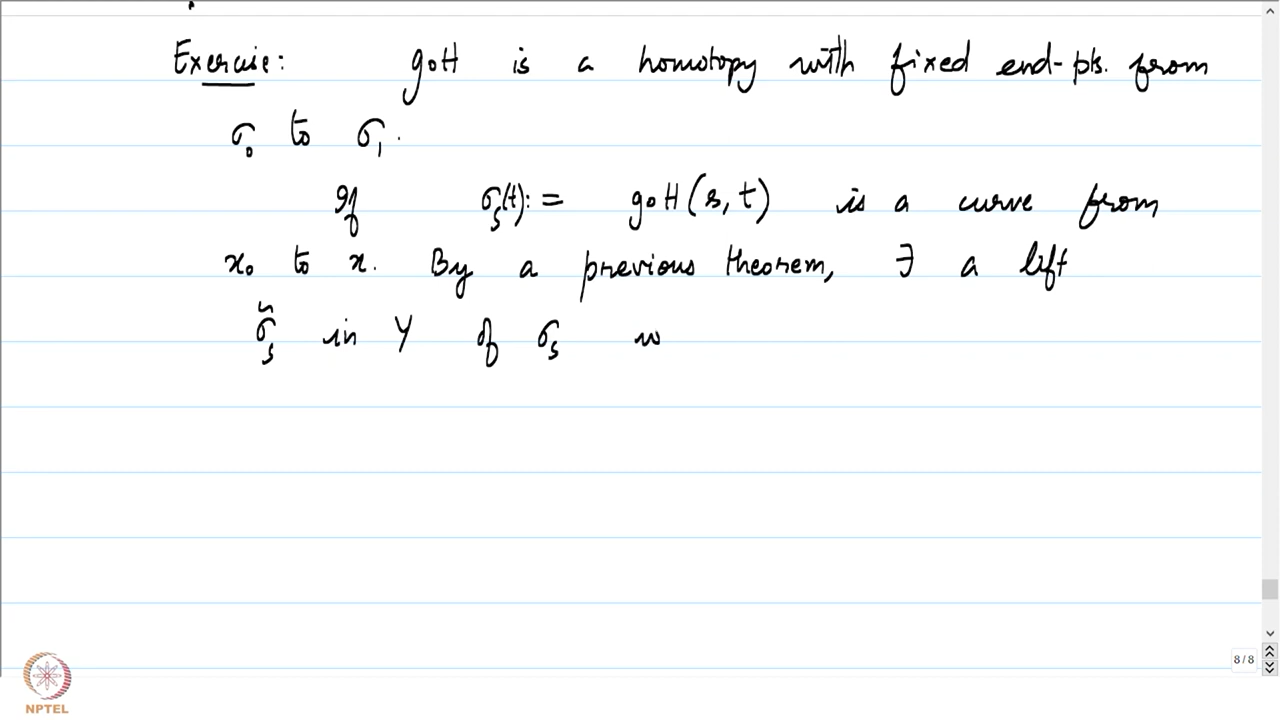 Exercise: g∘H is a homotopy with fixed end-pts. from
σ₀ to σ₁.
If σₛ(t) := g∘H(s, t) is a curve from
x₀ to x. By a previous theorem, ∃ a lift
σ̃ₛ in Y of σₛ w
8 / 8
NPTEL